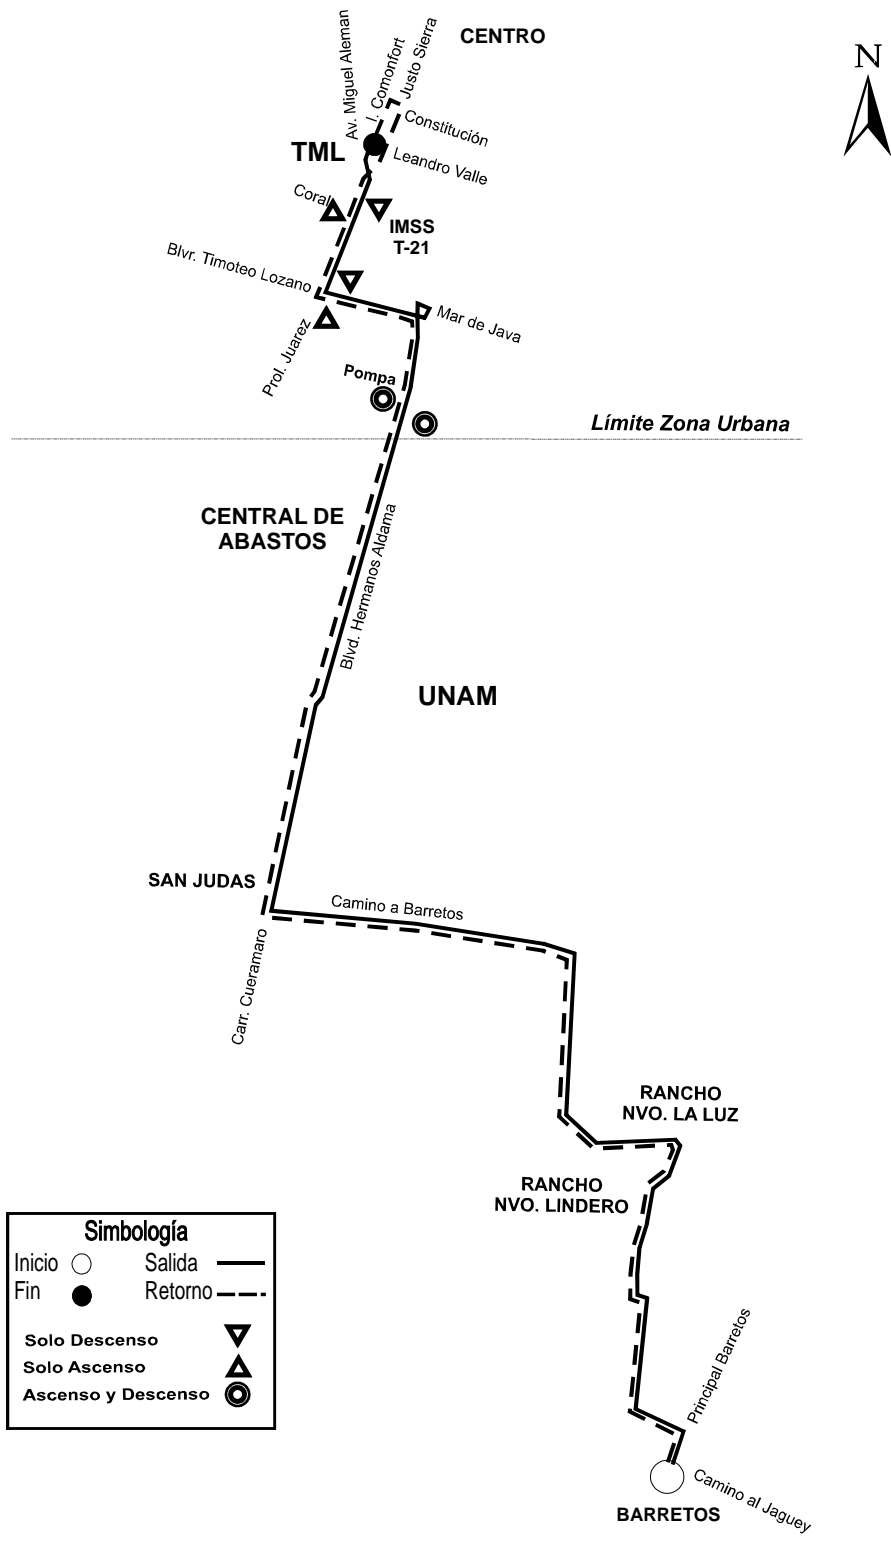 CENTRO
Av. Miguel Aleman
I. Comonfort
Justo Sierra
N
Constitución
TML
Leandro Valle
Coral
IMSS
T-21
Blvr. Timoteo Lozano
Mar de Java
Prol. Juarez
Pompa
Límite Zona Urbana
CENTRAL DE
ABASTOS
Blvd. Hermanos Aldama
UNAM
SAN JUDAS
Camino a Barretos
Carr. Cueramaro
RANCHO
NVO. LA LUZ
RANCHO
NVO. LINDERO
Simbología
Inicio
Salida
Fin
Retorno
Solo Descenso
Solo Ascenso
Ascenso y Descenso
Principal Barretos
Camino al Jaguey
BARRETOS